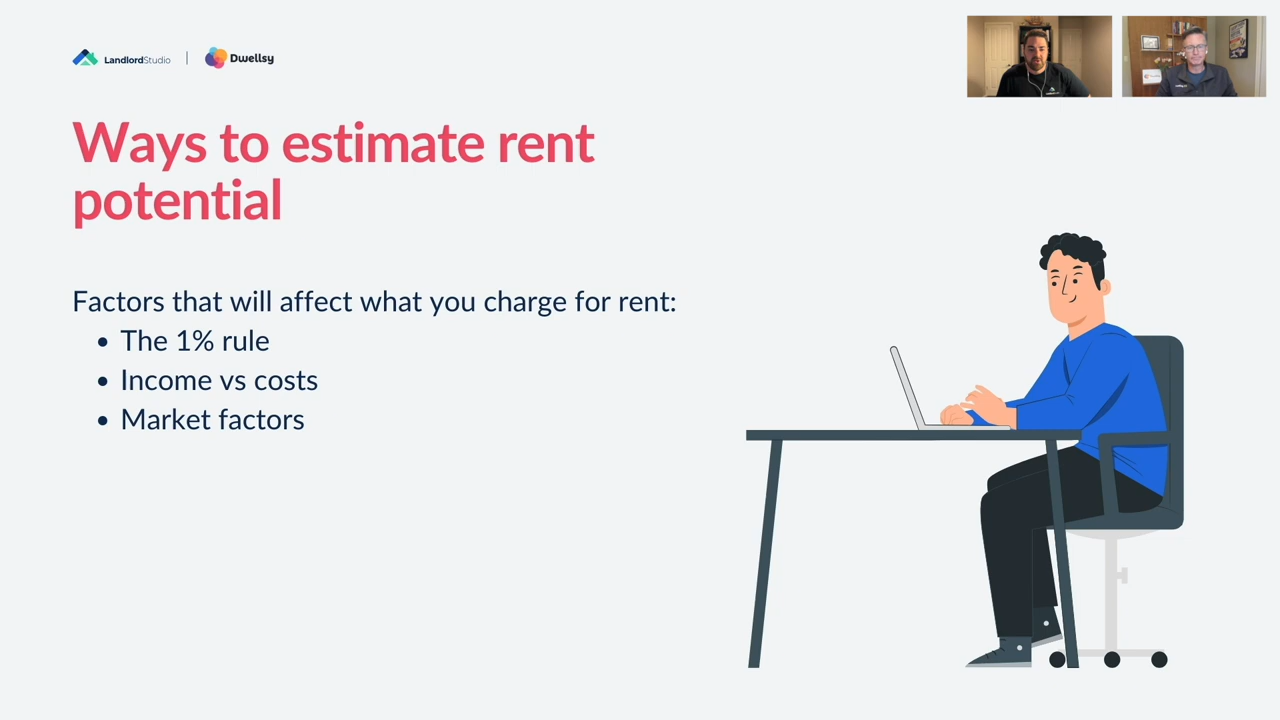 LandlordStudio
Dwellsy
Ways to estimate rent
potential
Factors that will affect what you charge for rent:
• The 1% rule
• Income vs costs
• Market factors